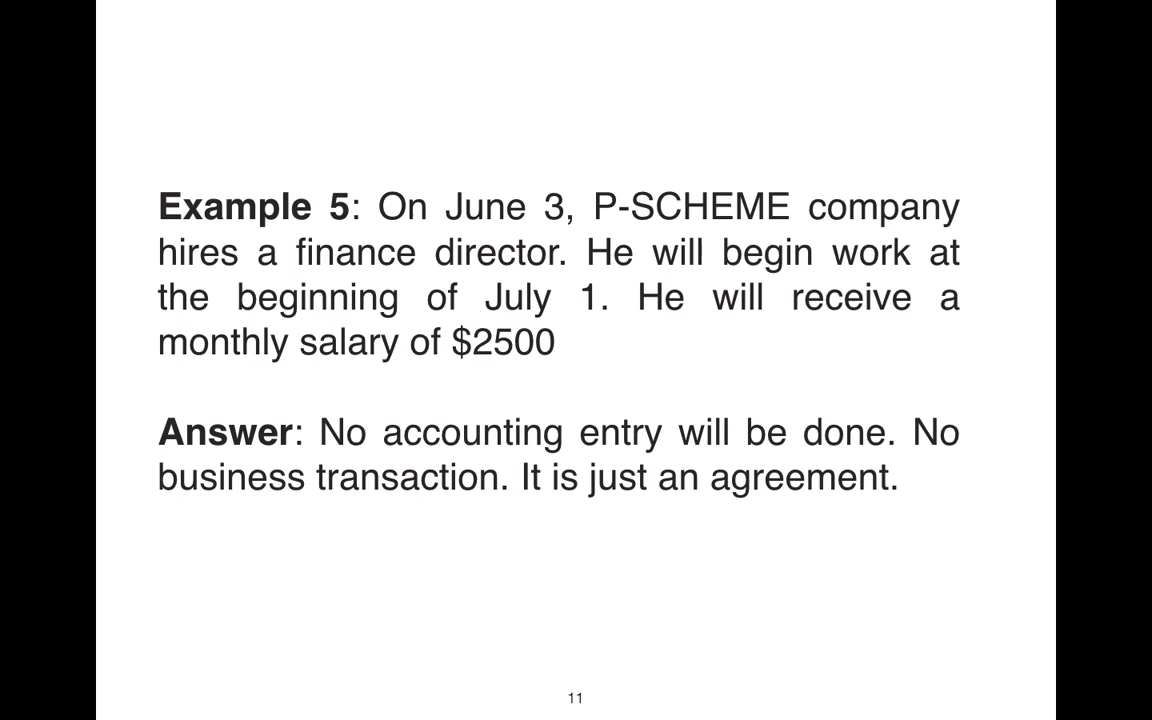 Example 5: On June 3, P-SCHEME company
hires a finance director. He will begin work at
the beginning of July 1. He will receive a
monthly salary of $2500
Answer: No accounting entry will be done. No
business transaction. It is just an agreement.
11